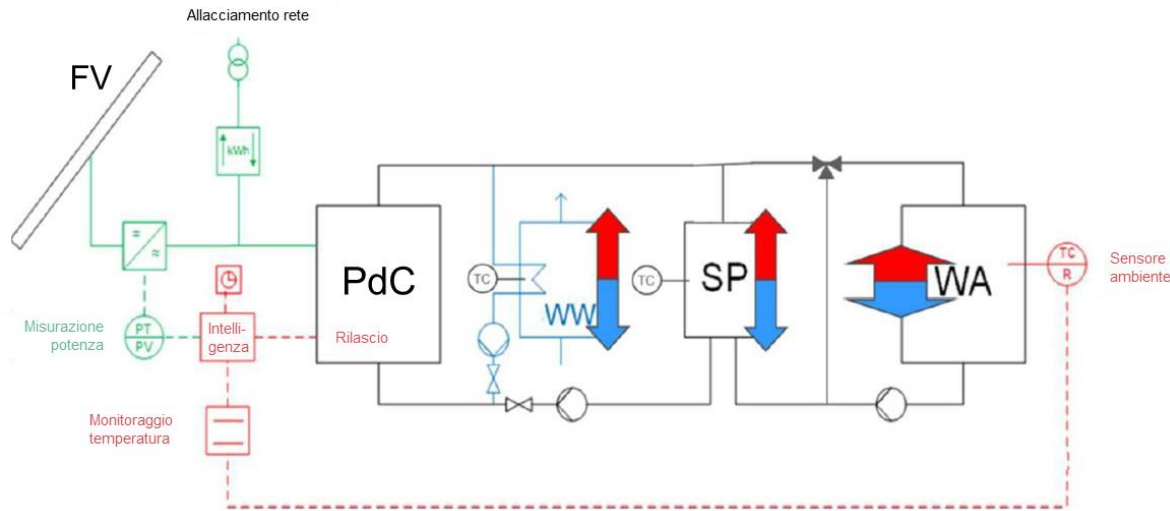 Allacciamento rete
FV
kWh
=
≈
PdC
TC
WW
TC
SP
WA
TC
R
Sensore
ambiente
Misurazione
potenza
PT
PV
Intelli-
genza
Rilascio
Monitoraggio
temperatura